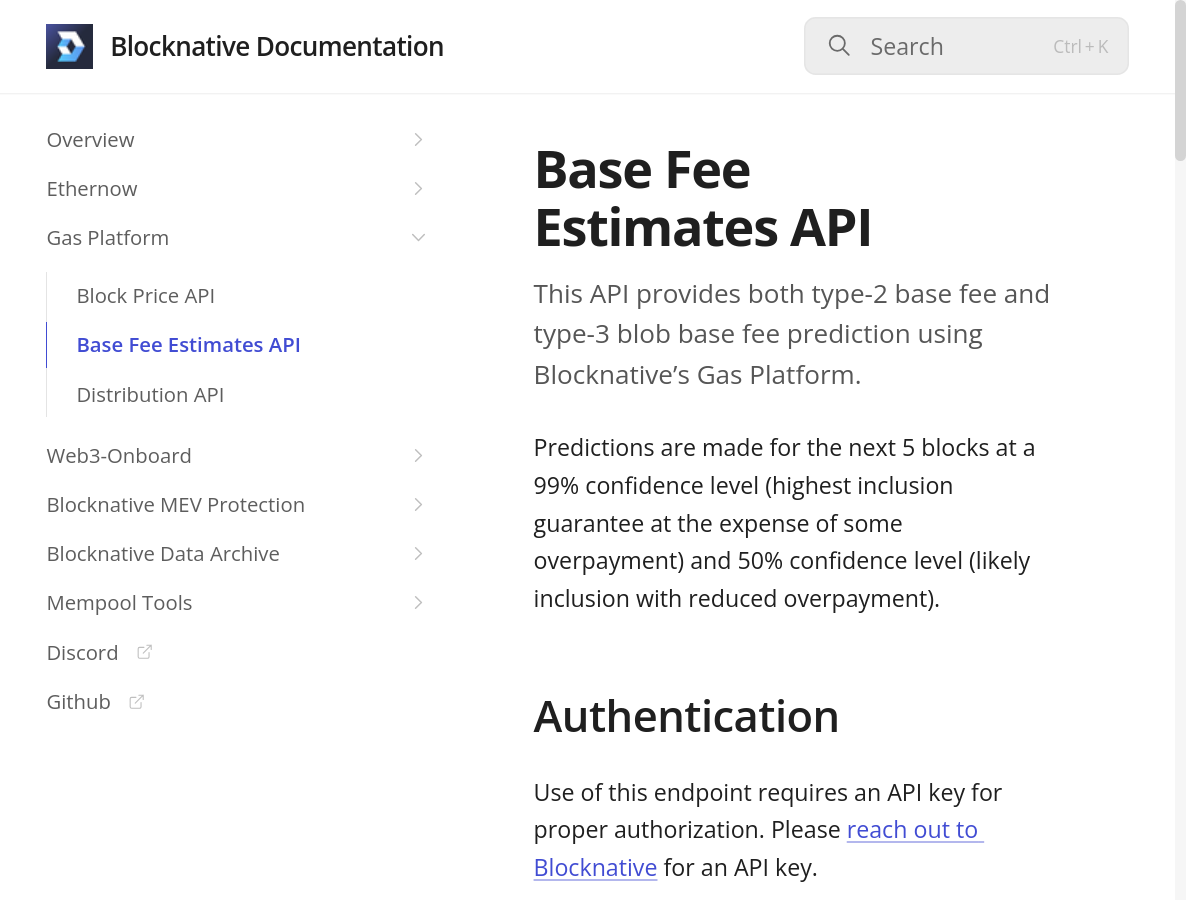 Blocknative Documentation
Search
Ctrl + K
Overview
Ethernow
Gas Platform
Block Price API
Base Fee Estimates API
Distribution API
Web3-Onboard
Blocknative MEV Protection
Blocknative Data Archive
Mempool Tools
Discord
Github
Base Fee
Estimates API
This API provides both type-2 base fee and
type-3 blob base fee prediction using
Blocknative’s Gas Platform.
Predictions are made for the next 5 blocks at a
99% confidence level (highest inclusion
guarantee at the expense of some
overpayment) and 50% confidence level (likely
inclusion with reduced overpayment).
Authentication
Use of this endpoint requires an API key for
proper authorization. Please reach out to
Blocknative for an API key.